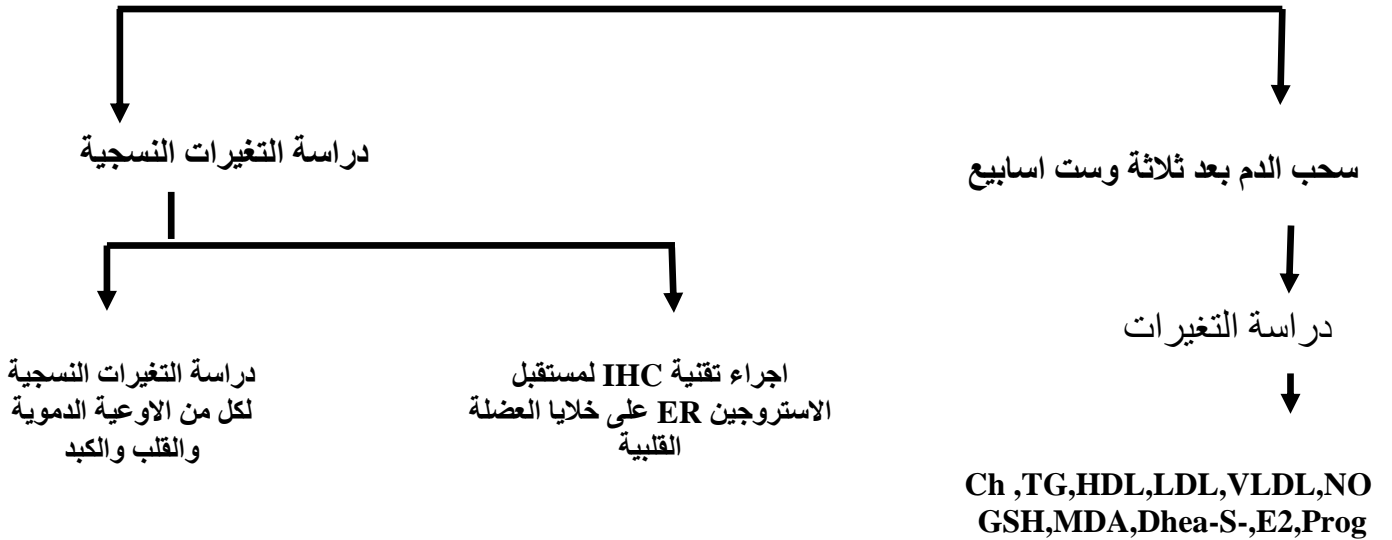 سحب الدم بعد ثلاثة وست اسابيع
دراسة التغيرات
Ch ,TG,HDL,LDL,VLDL,NO
GSH,MDA,Dhea-S-,E2,Prog
دراسة التغيرات النسجية
اجراء تقنية IHC لمستقبل
الاستروجين ER على خلايا العضلة
القلبية
دراسة التغيرات النسجية
لكل من الاوعية الدموية
والقلب والكبد